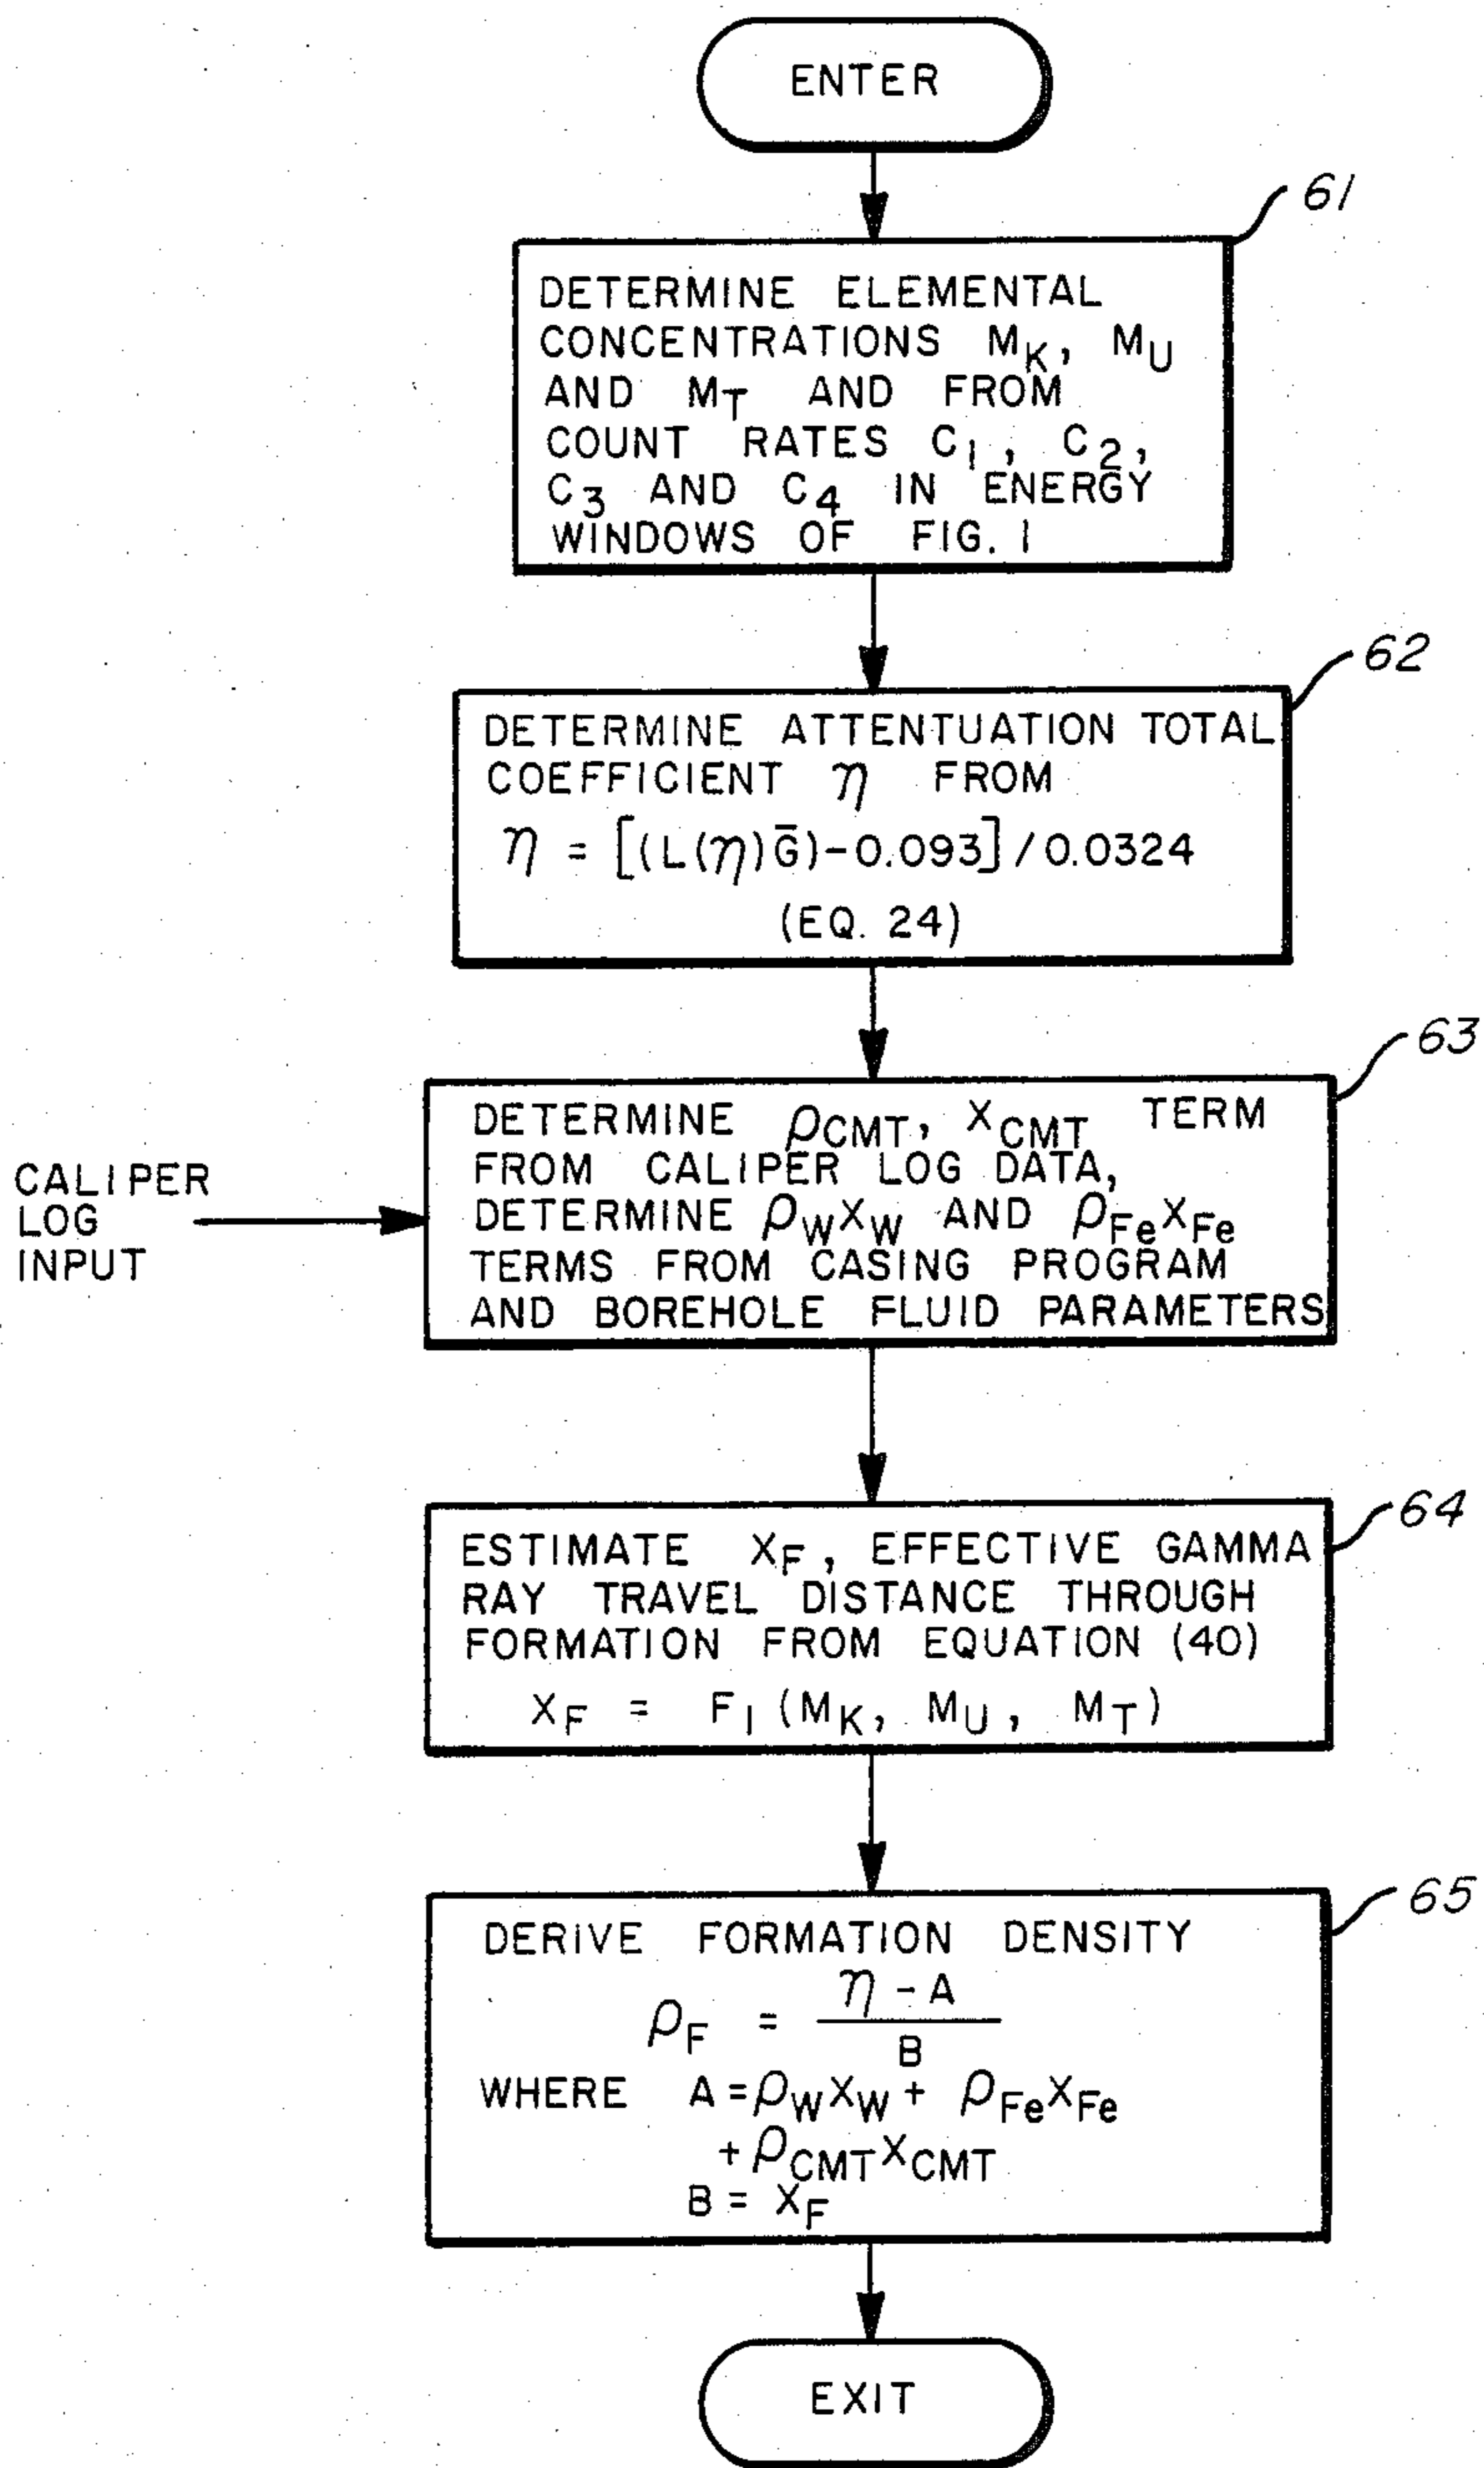 ENTER
61
DETERMINE ELEMENTAL
CONCENTRATIONS M_K, M_U
AND M_T AND FROM
COUNT RATES C_1, C_2,
C_3 AND C_4 IN ENERGY
WINDOWS OF FIG. 1
62
DETERMINE ATTENTUATION TOTAL
COEFFICIENT η FROM
η = [(L(η)Ḡ)-0.093] / 0.0324
(EQ. 24)
63
CALIPER
LOG
INPUT
DETERMINE ρ_CMT, X_CMT TERM
FROM CALIPER LOG DATA,
DETERMINE ρ_W X_W AND ρ_Fe X_Fe
TERMS FROM CASING PROGRAM
AND BOREHOLE FLUID PARAMETERS
64
ESTIMATE X_F, EFFECTIVE GAMMA
RAY TRAVEL DISTANCE THROUGH
FORMATION FROM EQUATION (40)
X_F = F_1 (M_K, M_U, M_T)
65
DERIVE FORMATION DENSITY
ρ_F = (η - A) / B
WHERE A = ρ_W X_W + ρ_Fe X_Fe
+ ρ_CMT X_CMT
B = X_F
EXIT